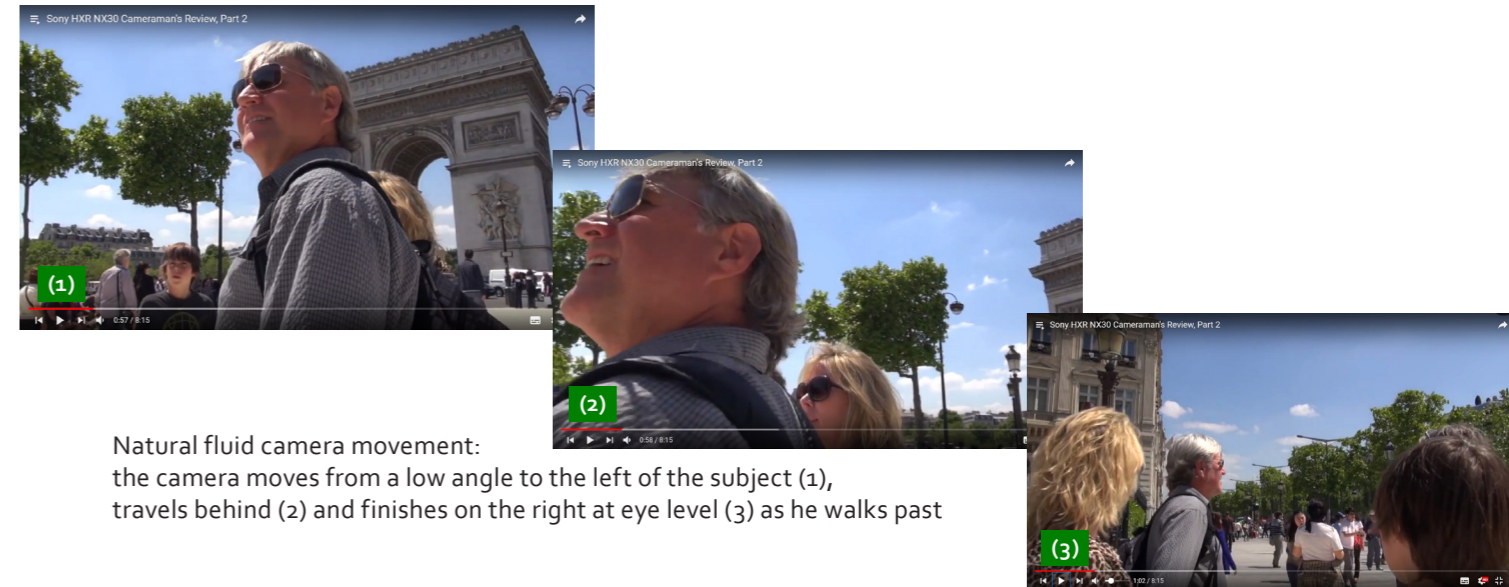 Sony HXR NX30 Cameraman's Review, Part 2
(1)
0:57 / 8:15
Sony HXR NX30 Cameraman's Review, Part 2
(2)
0:58 / 8:15
Sony HXR NX30 Cameraman's Review, Part 2
(3)
1:02 / 8:15
Natural fluid camera movement:
the camera moves from a low angle to the left of the subject (1),
travels behind (2) and finishes on the right at eye level (3) as he walks past